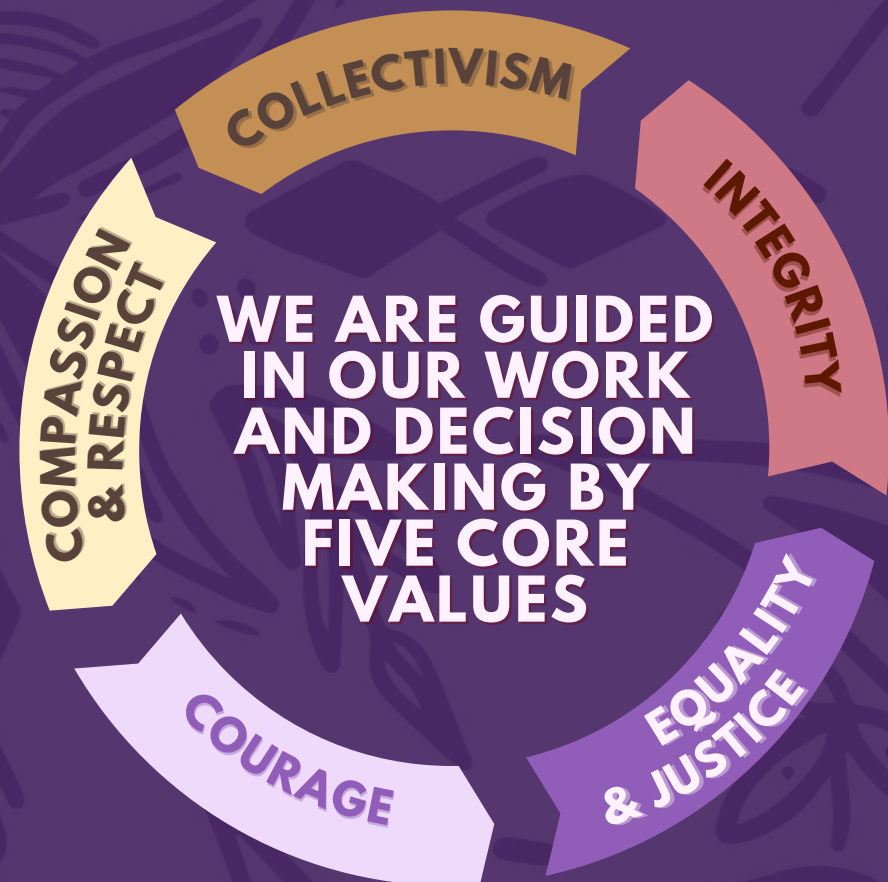 COLLECTIVISM
INTEGRITY
COMPASSION
& RESPECT
WE ARE GUIDED
IN OUR WORK
AND DECISION
MAKING BY
FIVE CORE
VALUES
EQUALITY
& JUSTICE
COURAGE